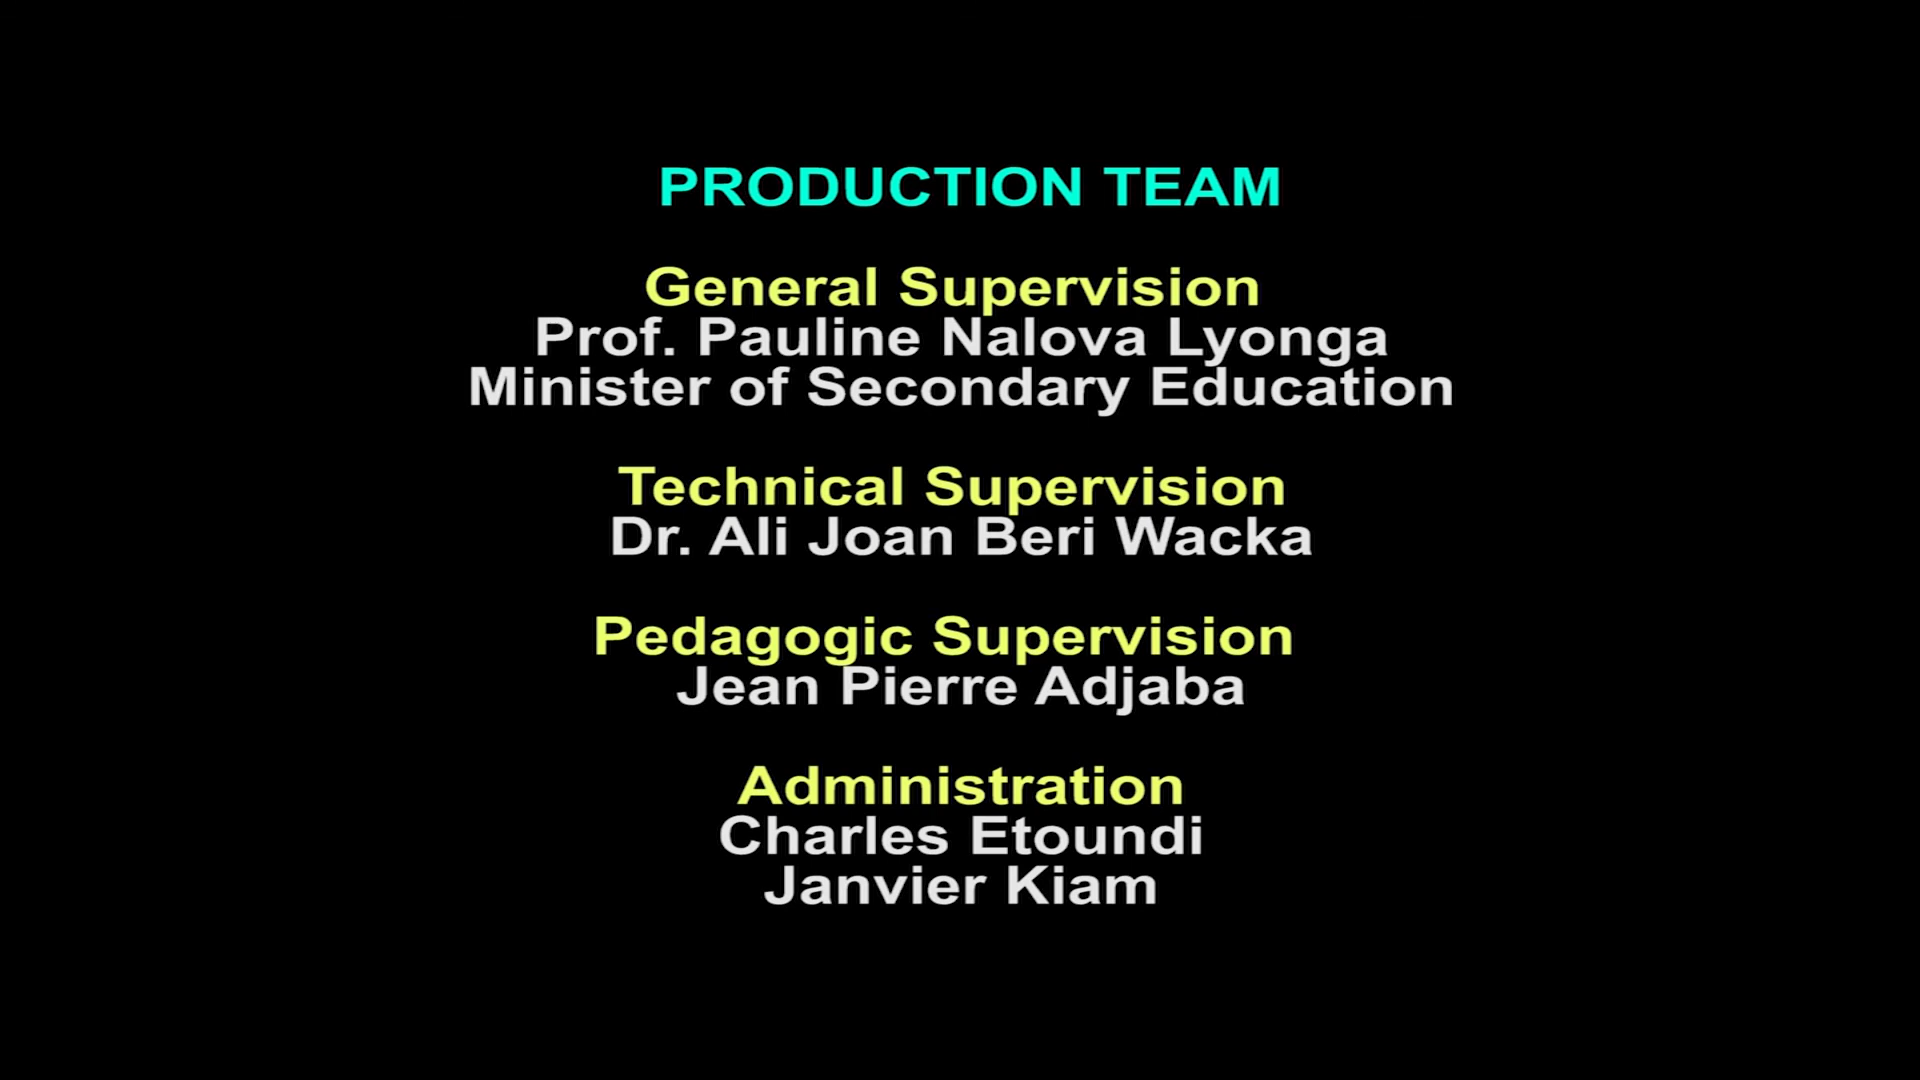 PRODUCTION TEAM
General Supervision
Prof. Pauline Nalova Lyonga
Minister of Secondary Education
Technical Supervision
Dr. Ali Joan Beri Wacka
Pedagogic Supervision
Jean Pierre Adjaba
Administration
Charles Etoundi
Janvier Kiam